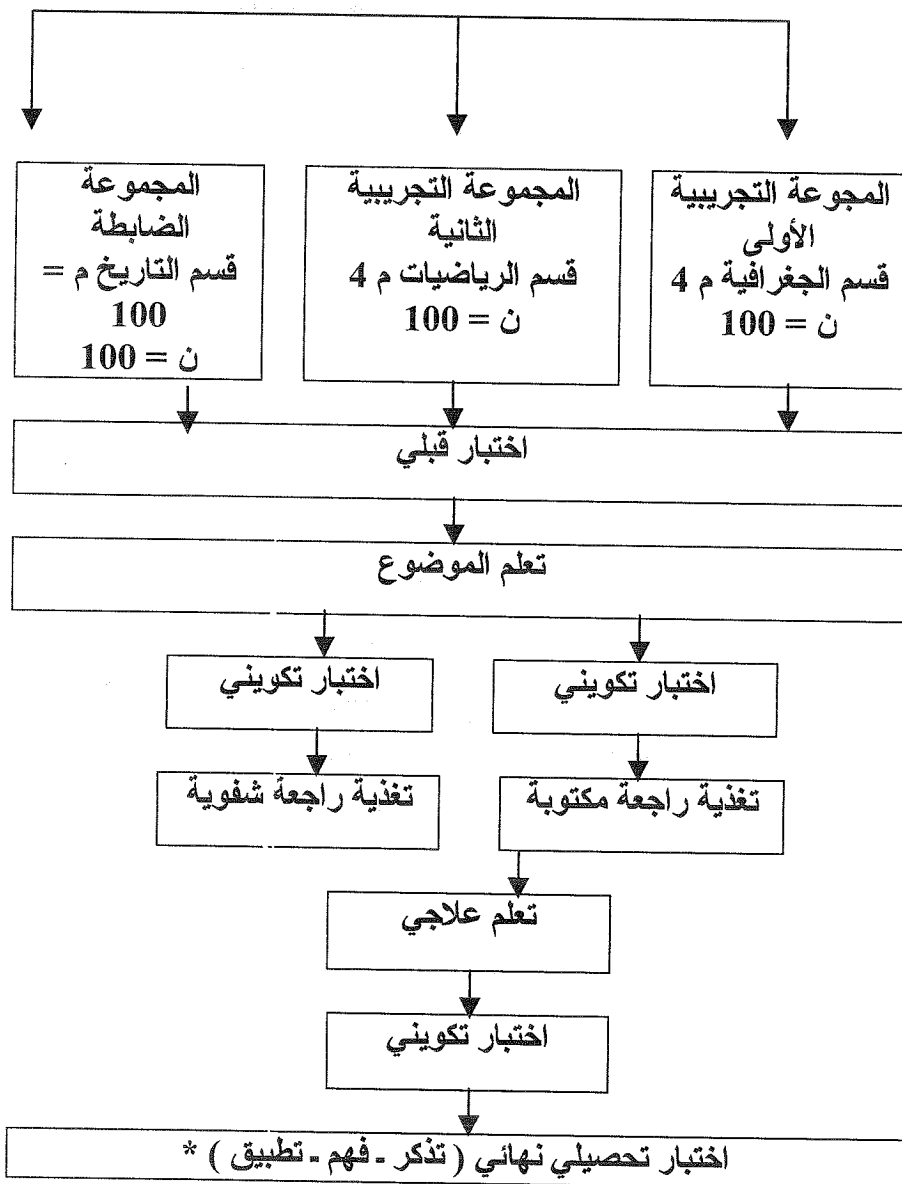 المجوعة التجريبية
الأولى
قسم الجغرافية م 4
ن = 100
المجموعة التجريبية
الثانية
قسم الرياضيات م 4
ن = 100
المجموعة
الضابطة
قسم التاريخ م =
100
ن = 100
اختبار قبلي
تعلم الموضوع
اختبار تكويني
اختبار تكويني
تغذية راجعة مكتوبة
تغذية راجعة شفوية
تعلم علاجي
اختبار تكويني
اختبار تحصيلي نهائي ( تذكر - فهم - تطبيق ) *